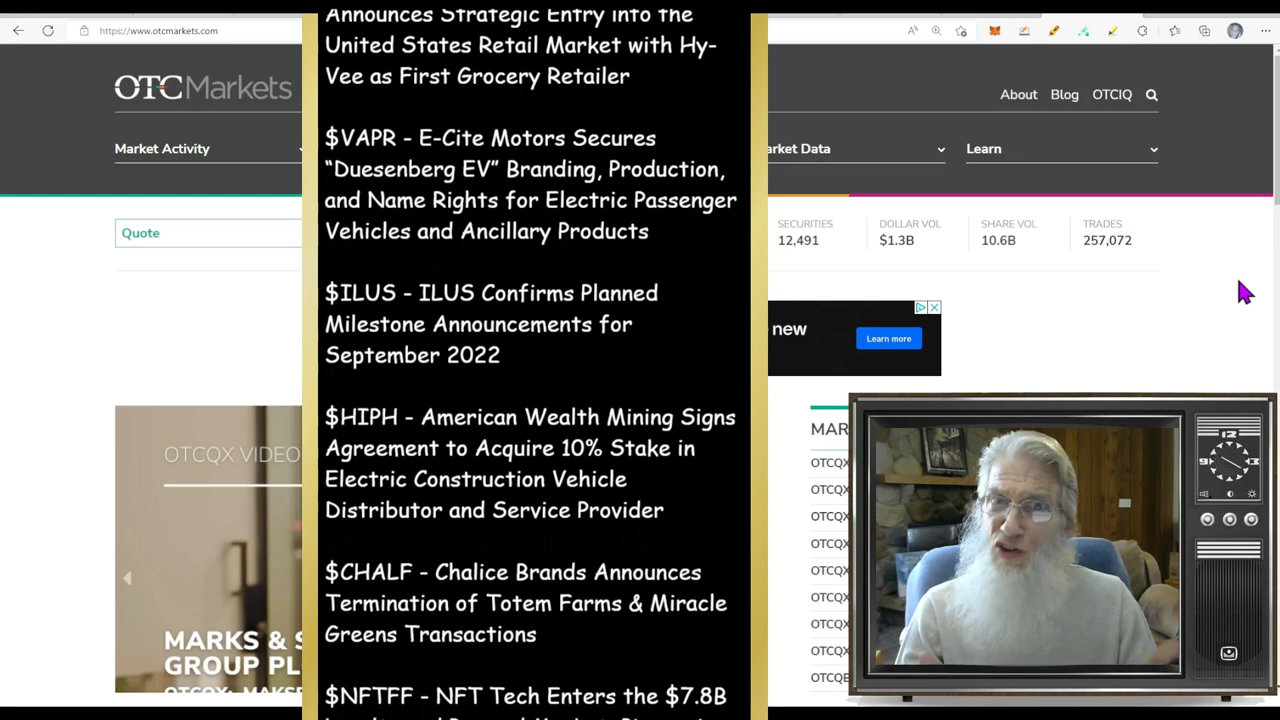 https://www.otcmarkets.com
OTCMarkets
About
Blog
OTCIQ
Market Activity
Data
Learn
Quote
SECURITIES
12,491
DOLLAR VOL
$1.3B
SHARE VOL
10.6B
TRADES
257,072
new
Learn more
OTCQX VIDEO
MARKS & S
GROUP PL
Announces Strategic Entry into the
United States Retail Market with Hy-
Vee as First Grocery Retailer
$VAPR - E-Cite Motors Secures
“Duesenberg EV” Branding, Production,
and Name Rights for Electric Passenger
Vehicles and Ancillary Products
$ILUS - ILUS Confirms Planned
Milestone Announcements for
September 2022
$HIPH - American Wealth Mining Signs
Agreement to Acquire 10% Stake in
Electric Construction Vehicle
Distributor and Service Provider
$CHALF - Chalice Brands Announces
Termination of Totem Farms & Miracle
Greens Transactions
$NFTFF - NFT Tech Enters the $7.8B
MAR
OTCQX
OTCQX
OTCQX
OTCQX
OTCQX
OTCQX
OTCQX
OTCQX
OTCQB
12
3
9